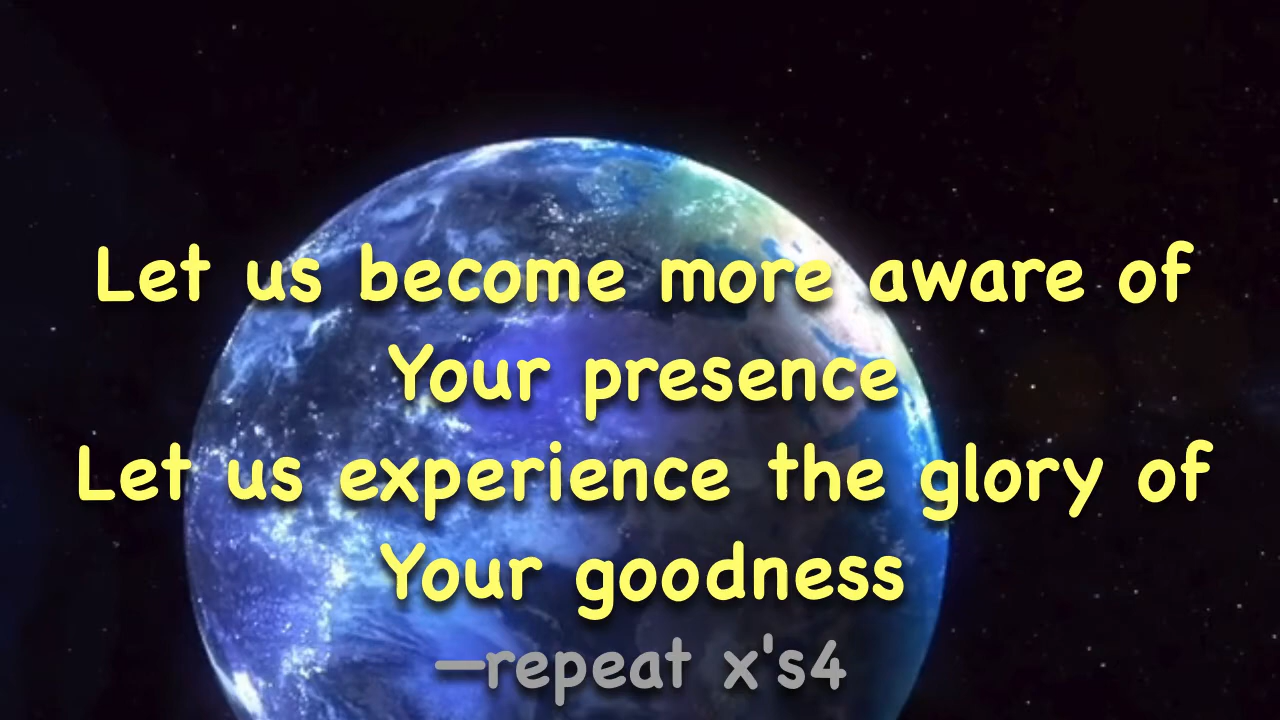 Let us become more aware of
Your presence
Let us experience the glory of
Your goodness
—repeat x's4